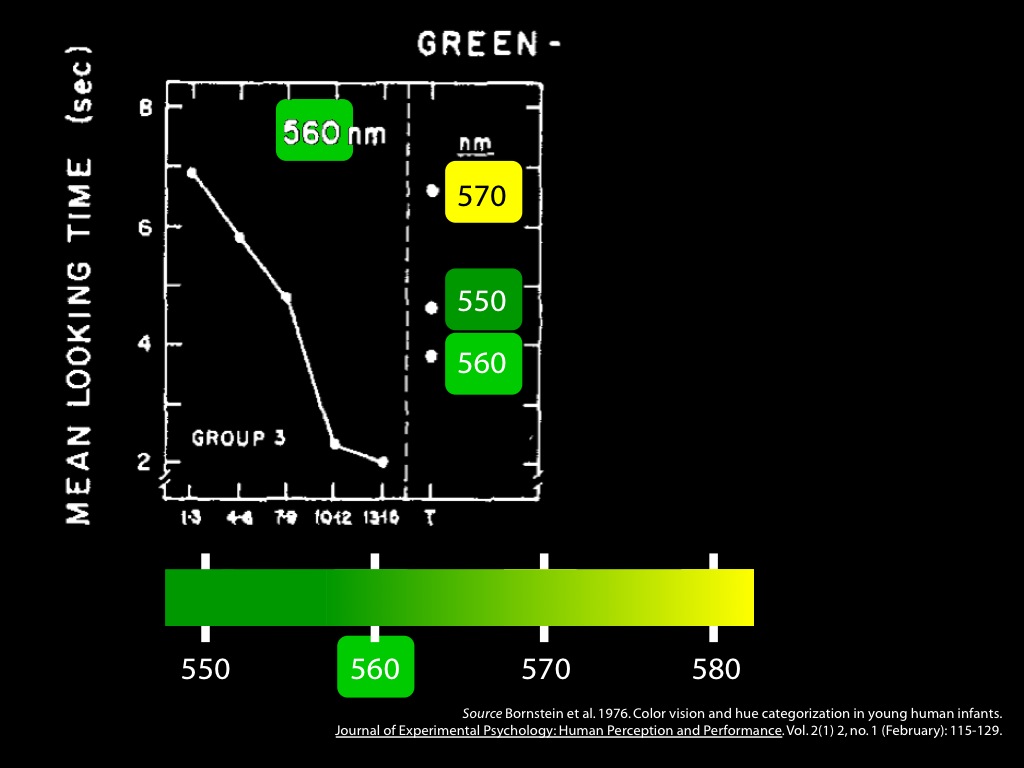 GREEN -
MEAN LOOKING TIME (sec)
8
6
4
2
560 nm
nm
570
550
560
GROUP 3
1-3 4-6 7-9 10-12 13-15 T
550 560 570 580
Source Bornstein et al. 1976. Color vision and hue categorization in young human infants.
Journal of Experimental Psychology: Human Perception and Performance. Vol. 2(1) 2, no. 1 (February): 115-129.